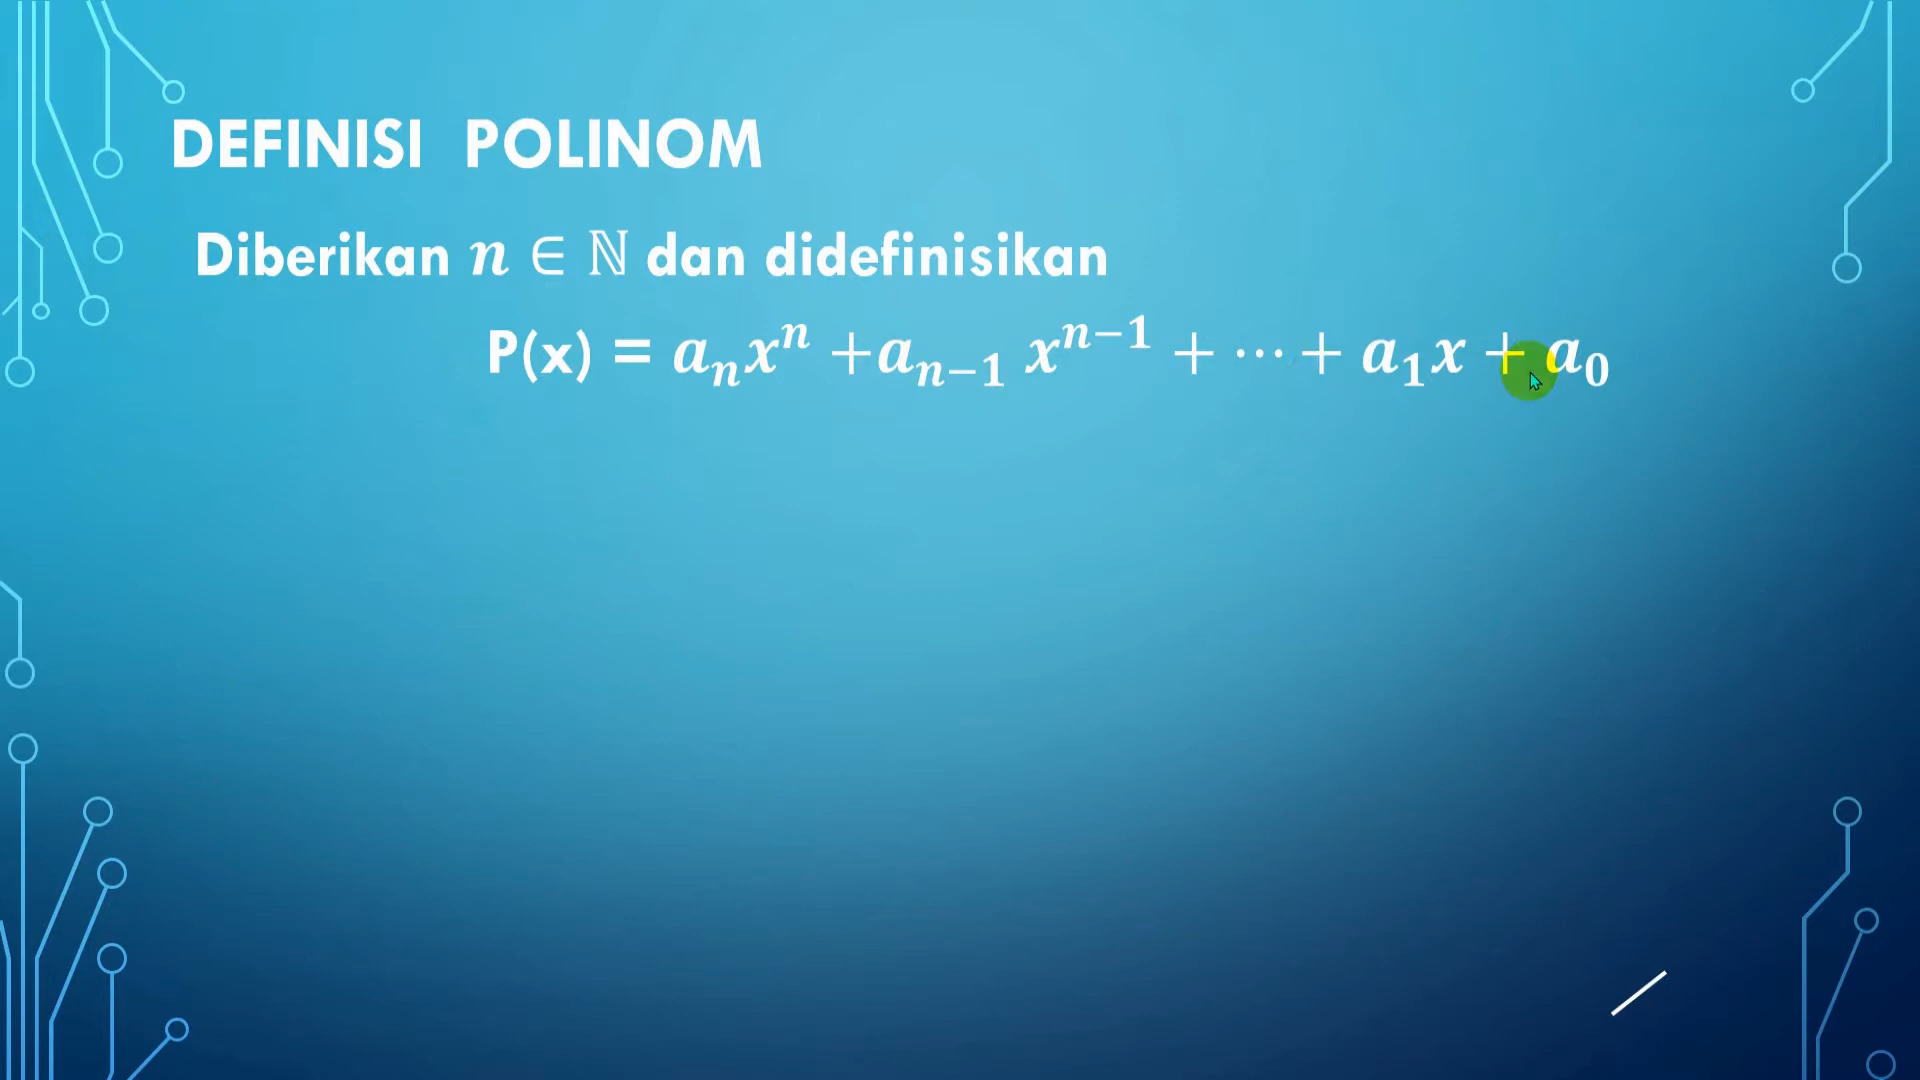 DEFINISI POLINOM
Diberikan n ∈ ℕ dan didefinisikan
P(x) = aₙxⁿ +aₙ₋₁ xⁿ⁻¹ + ⋯ + a₁x + a₀